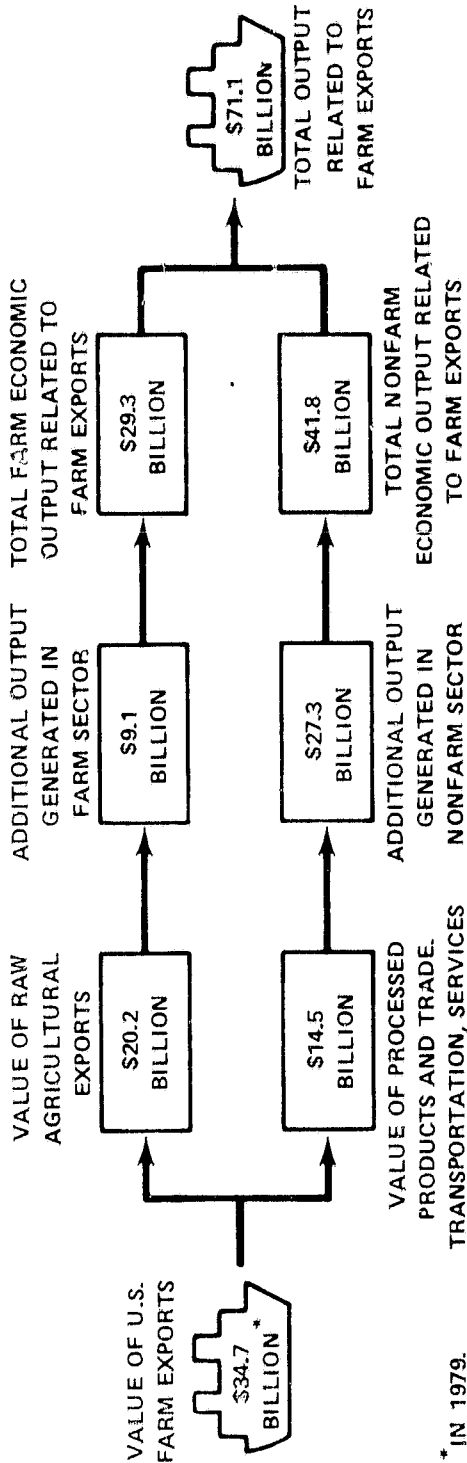 VALUE OF U.S.
FARM EXPORTS
$34.7
BILLION *
VALUE OF RAW
AGRICULTURAL
EXPORTS
$20.2
BILLION
ADDITIONAL OUTPUT
GENERATED IN
FARM SECTOR
$9.1
BILLION
TOTAL FARM ECONOMIC
OUTPUT RELATED TO
FARM EXPORTS
$29.3
BILLION
$14.5
BILLION
VALUE OF PROCESSED
PRODUCTS AND TRADE.
TRANSPORTATION, SERVICES
$27.3
BILLION
ADDITIONAL OUTPUT
GENERATED IN
NONFARM SECTOR
$41.8
BILLION
TOTAL NONFARM
ECONOMIC OUTPUT RELATED
TO FARM EXPORTS
$71.1
BILLION
TOTAL OUTPUT
RELATED TO
FARM EXPORTS
* IN 1979.